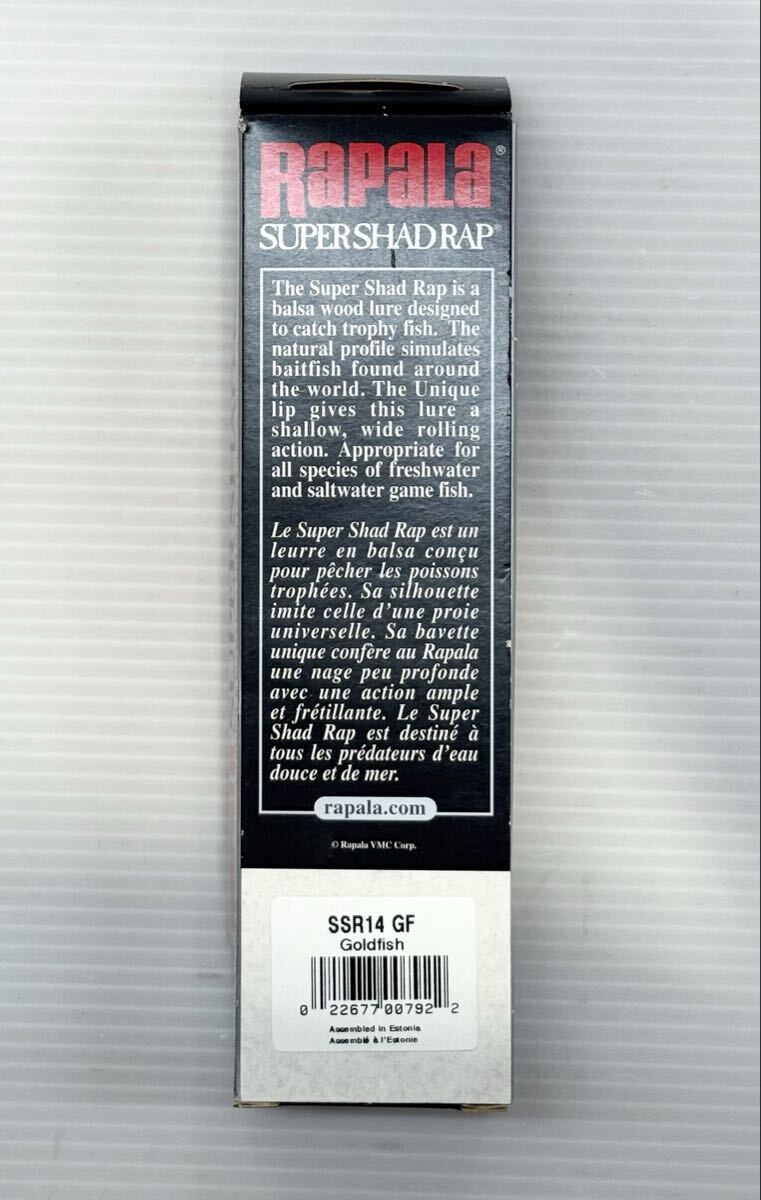 RAPALA®
SUPER SHAD RAP®
The Super Shad Rap is a
balsa wood lure designed
to catch trophy fish. The
natural profile simulates
baitfish found around
the world. The Unique
lip gives this lure a
shallow, wide rolling
action. Appropriate for
all species of freshwater
and saltwater game fish.
Le Super Shad Rap est un
leurre en balsa conçu
pour pêcher les poissons
trophées. Sa silhouette
imite celle d'une proie
universelle. Sa bavette
unique confère au Rapala
une nage peu profonde
avec une action ample
et frétillante. Le Super
Shad Rap est destiné à
tous les prédateurs d'eau
douce et de mer.
rapala.com
© Rapala VMC Corp.
SSR14 GF
Goldfish
0 22677 00792 2
Assembled in Estonia
Assemblé à l'Estonie